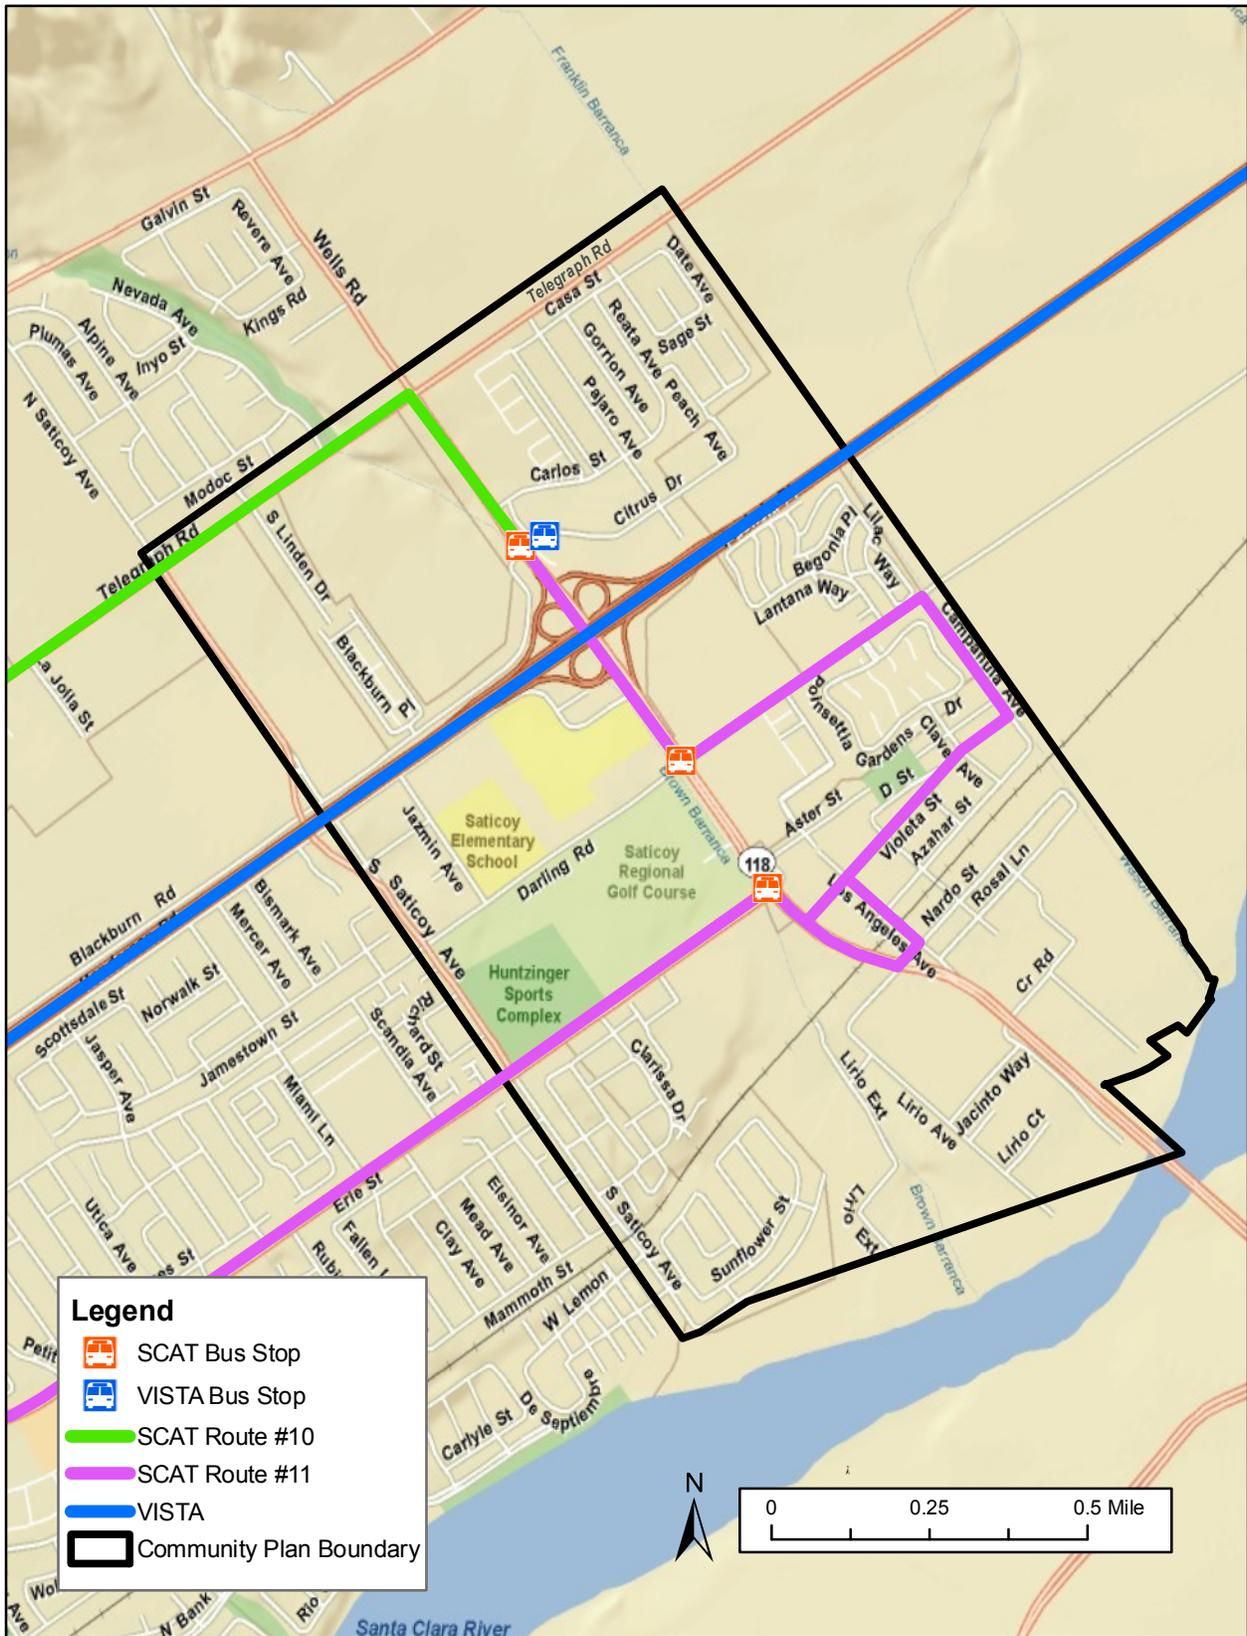 Franklin Barranca
Galvin St
Revere Ave
Wells Rd
Kings Rd
Nevada Ave
Inyo St
Alpine Ave
Plumas Ave
N Saticoy Ave
Modoc St
Telegraph Rd
Casa St
Date Ave
Reata Ave
Sage St
Gorrion Ave
Peach Ave
Pajaro Ave
Carlos St
Citrus Dr
Telegraph Rd
S Linden Dr
Blackburn Pl
Begonia Pl
Lilac Way
Lantana Way
Campanula Ave
Poinsettia
Gardens Dr
Clavel Ave
D St
Aster St
Violeta St
Azahar St
Nardo St
Rosal Ln
Los Angeles Ave
118
Brown Barranca
Saticoy
Elementary
School
Jazmin Ave
Darling Rd
Saticoy
Regional
Golf Course
Huntzinger
Sports
Complex
S Saticoy Ave
Blackburn Rd
Bismark Ave
Mercer Ave
Norwalk St
Scottsdale St
Jasper Ave
Jamestown St
Richard St
Scandia Ave
Miami Ln
Clarissa Dr
Cr Rd
Lirio Ext
Lirio Ave
Jacinto Way
Lirio Ct
Lirio Ext
Brown Barranca
Sunflower St
S Saticoy Ave
Erie St
Elsinor Ave
Mead Ave
Clay Ave
Mammoth St
W Lemon
Utica Ave
De Septiembre
Carlyle St
N Bank
Rio
Santa Clara River
Legend
SCAT Bus Stop
VISTA Bus Stop
SCAT Route #10
SCAT Route #11
VISTA
Community Plan Boundary
N
0 0.25 0.5 Mile